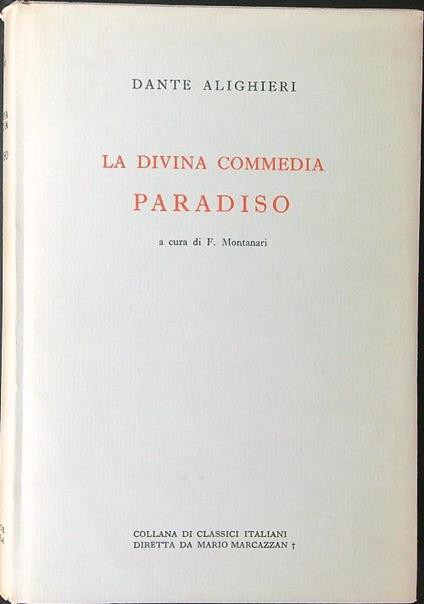 DANTE ALIGHIERI
LA DIVINA COMMEDIA
PARADISO
a cura di F. Montanari
COLLANA DI CLASSICI ITALIANI
DIRETTA DA MARIO MARCAZZAN †